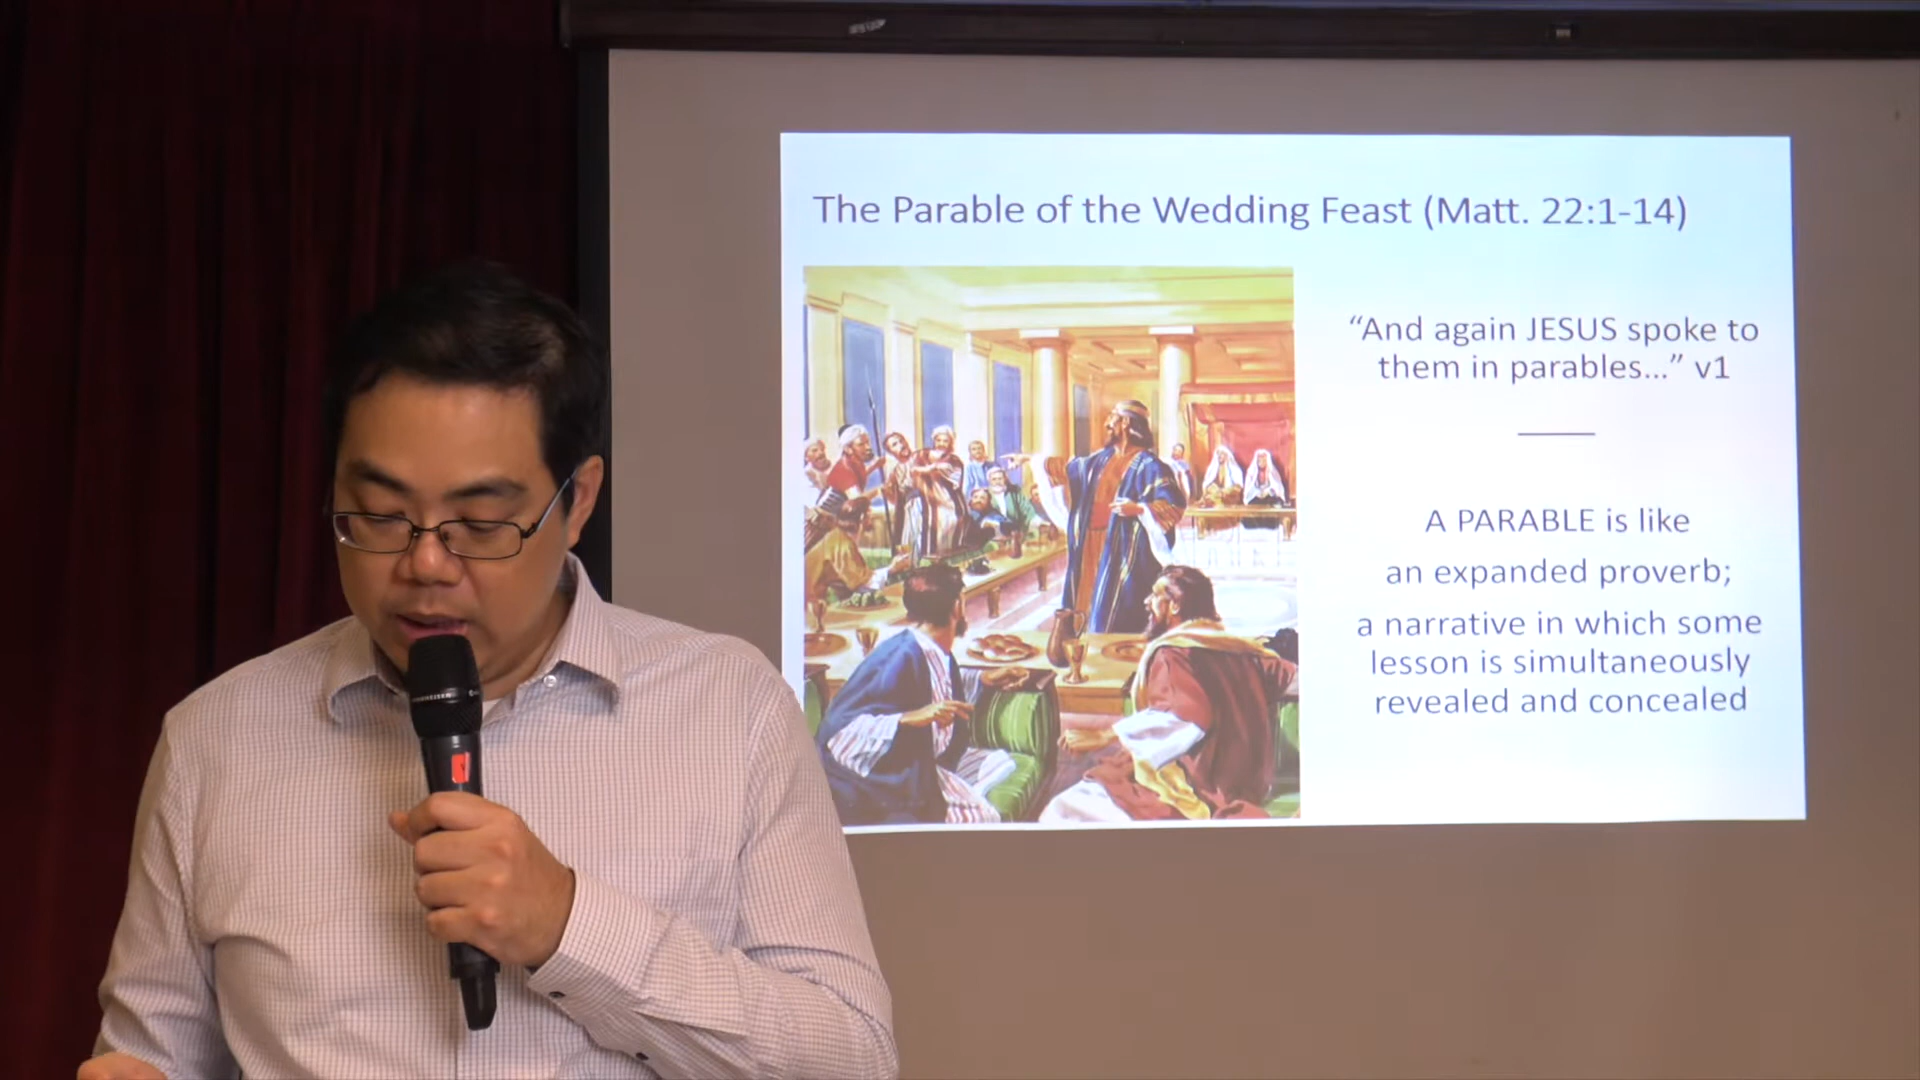 The Parable of the Wedding Feast (Matt. 22:1-14)
“And again JESUS spoke to
them in parables...” v1
A PARABLE is like
an expanded proverb;
a narrative in which some
lesson is simultaneously
revealed and concealed
SENNHEISER